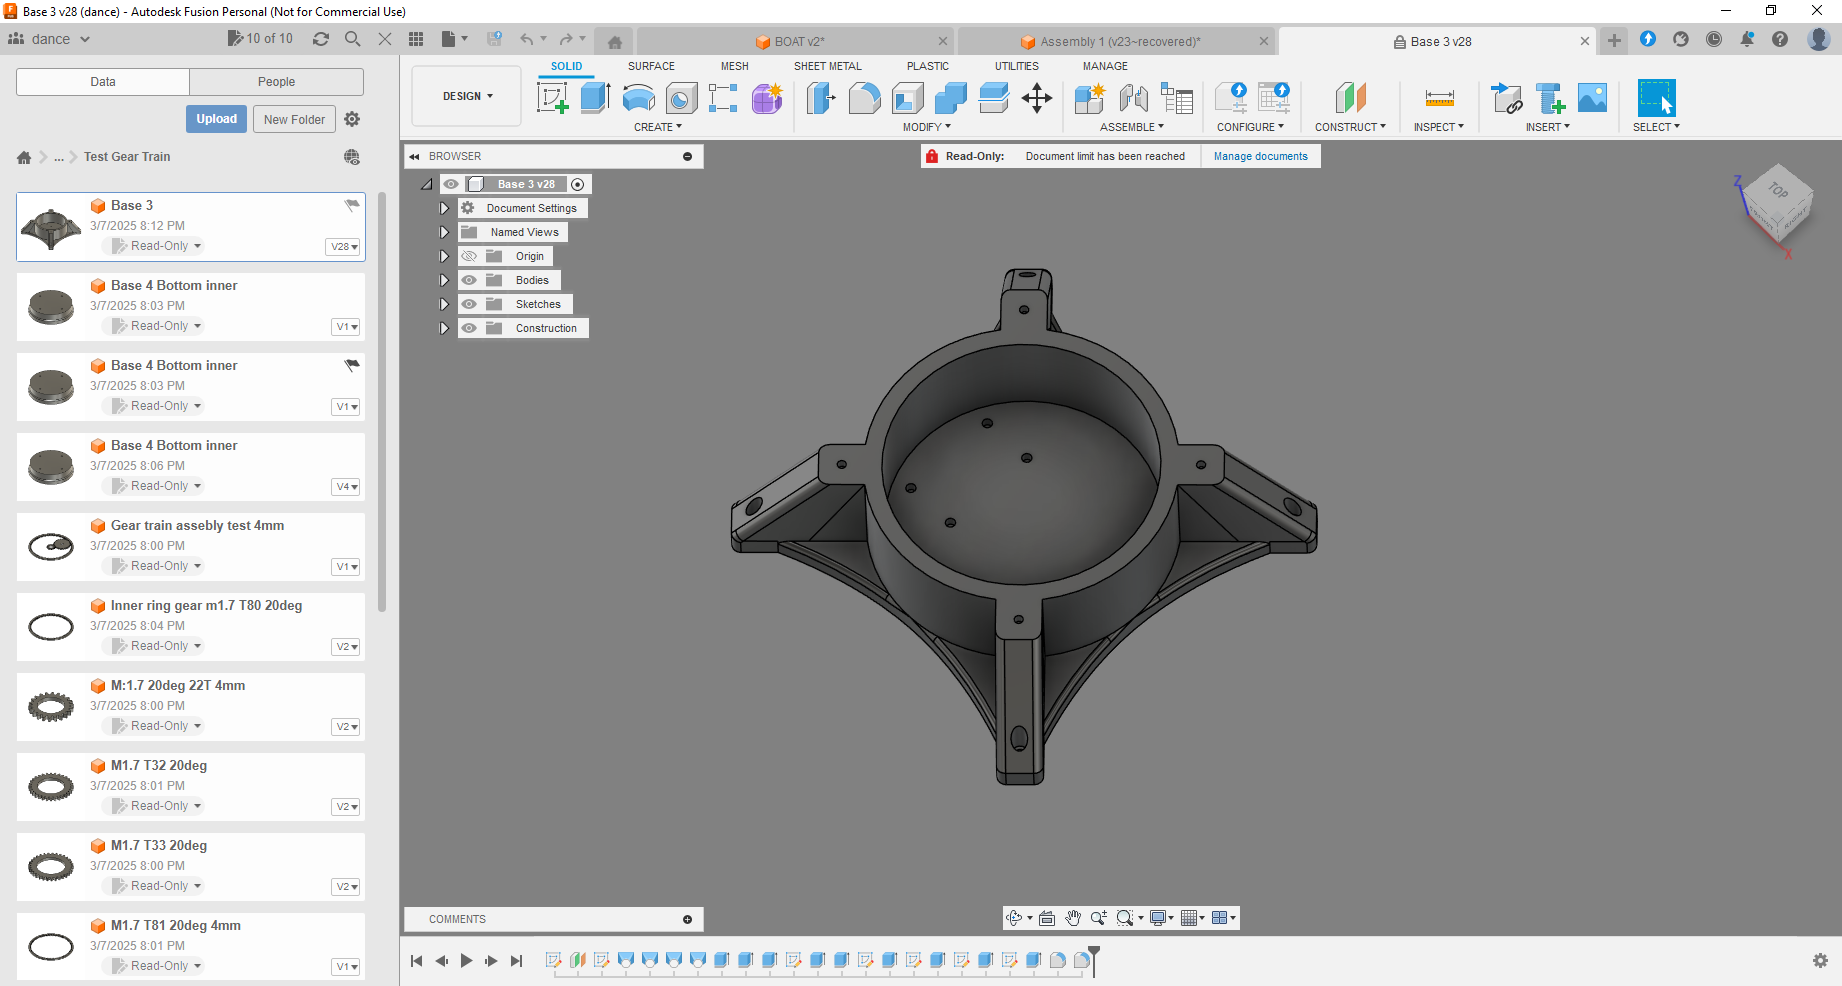 Base 3 v28 (dance) - Autodesk Fusion Personal (Not for Commercial Use)
dance
10 of 10
BOAT v2*
Assembly 1 (v23~recovered)*
Base 3 v28
Data
People
Upload
New Folder
... Test Gear Train
Base 3
3/7/2025 8:12 PM
Read-Only
V28
Base 4 Bottom inner
3/7/2025 8:03 PM
Read-Only
V1
Base 4 Bottom inner
3/7/2025 8:03 PM
Read-Only
V1
Base 4 Bottom inner
3/7/2025 8:06 PM
Read-Only
V4
Gear train assebly test 4mm
3/7/2025 8:00 PM
Read-Only
V1
Inner ring gear m1.7 T80 20deg
3/7/2025 8:04 PM
Read-Only
V2
M:1.7 20deg 22T 4mm
3/7/2025 8:00 PM
Read-Only
V2
M1.7 T32 20deg
3/7/2025 8:01 PM
Read-Only
V2
M1.7 T33 20deg
3/7/2025 8:00 PM
Read-Only
V2
M1.7 T81 20deg 4mm
3/7/2025 8:01 PM
Read-Only
V1
DESIGN
SOLID
SURFACE
MESH
SHEET METAL
PLASTIC
UTILITIES
MANAGE
CREATE
MODIFY
ASSEMBLE
CONFIGURE
CONSTRUCT
INSPECT
INSERT
SELECT
BROWSER
Read-Only: Document limit has been reached
Manage documents
Base 3 v28
Document Settings
Named Views
Origin
Bodies
Sketches
Construction
Z
TOP
RIGHT
X
COMMENTS